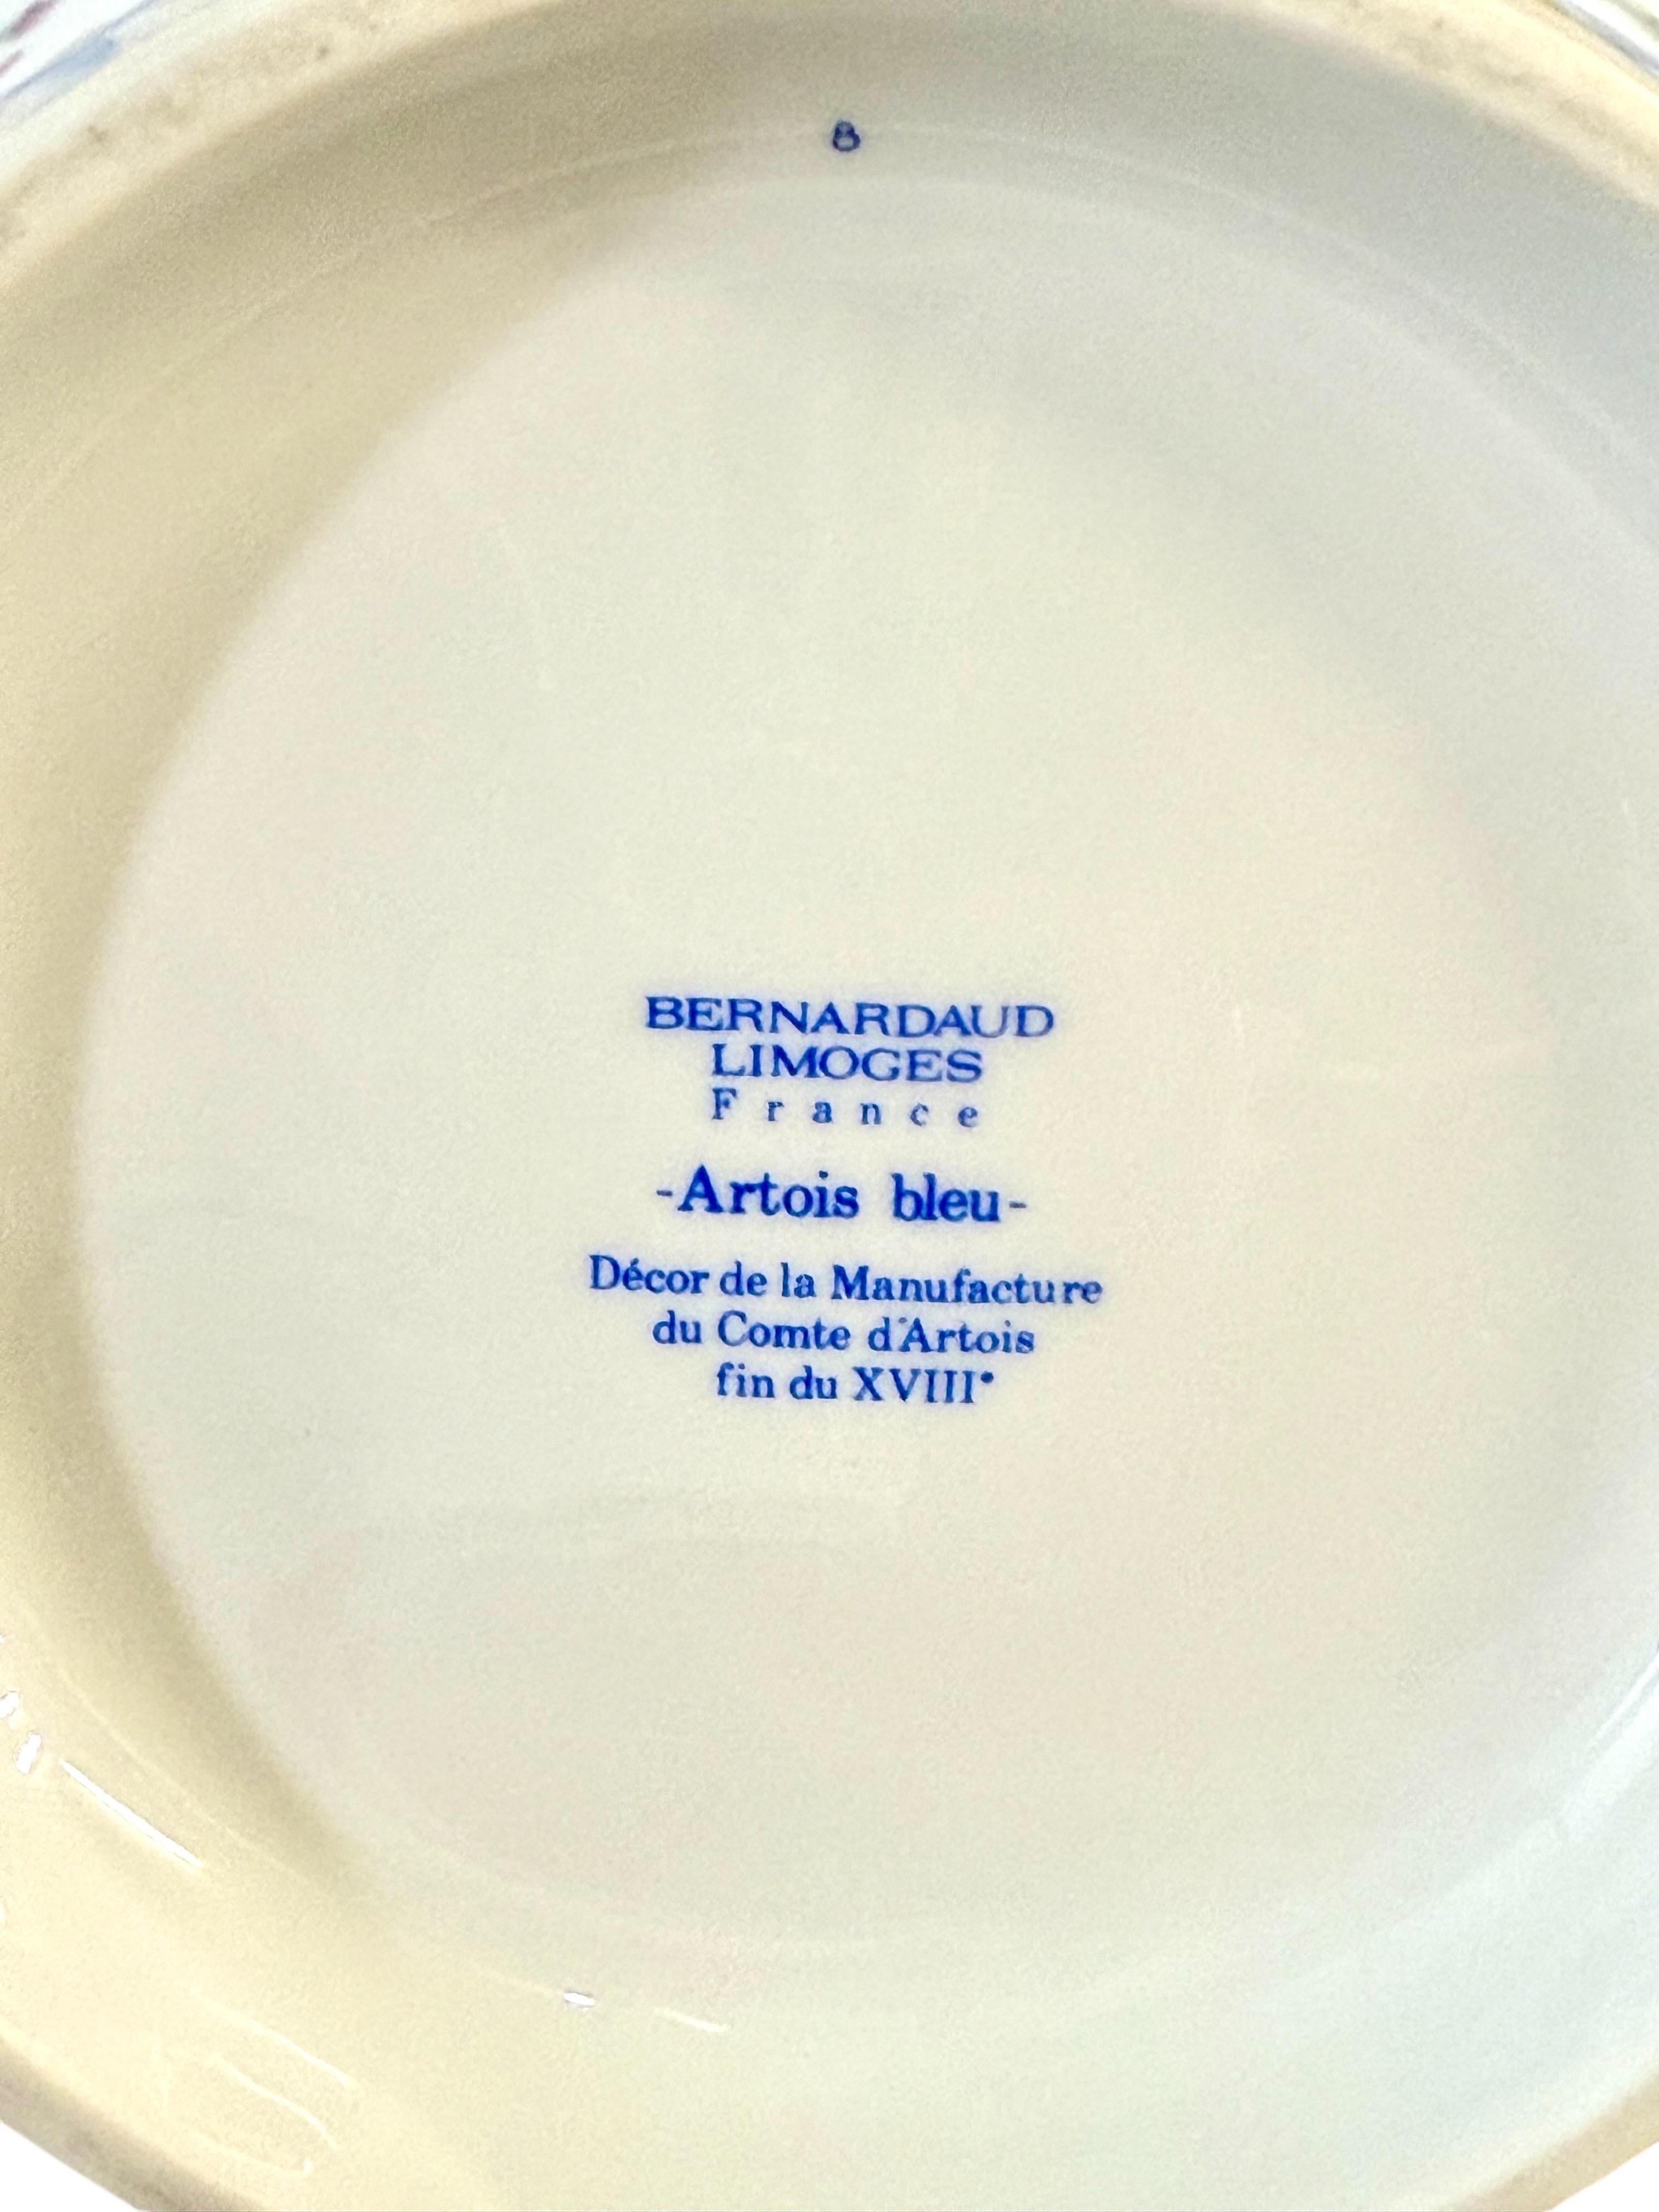 8
BERNARDAUD
LIMOGES
France
-Artois bleu-
Décor de la Manufacture
du Comte d'Artois
fin du XVIII•